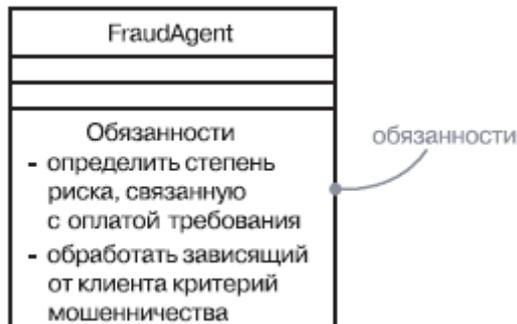 FraudAgent
Обязанности
обязанности
- определить степень
риска, связанную
с оплатой требования
- обработать зависящий
от клиента критерий
мошенничества